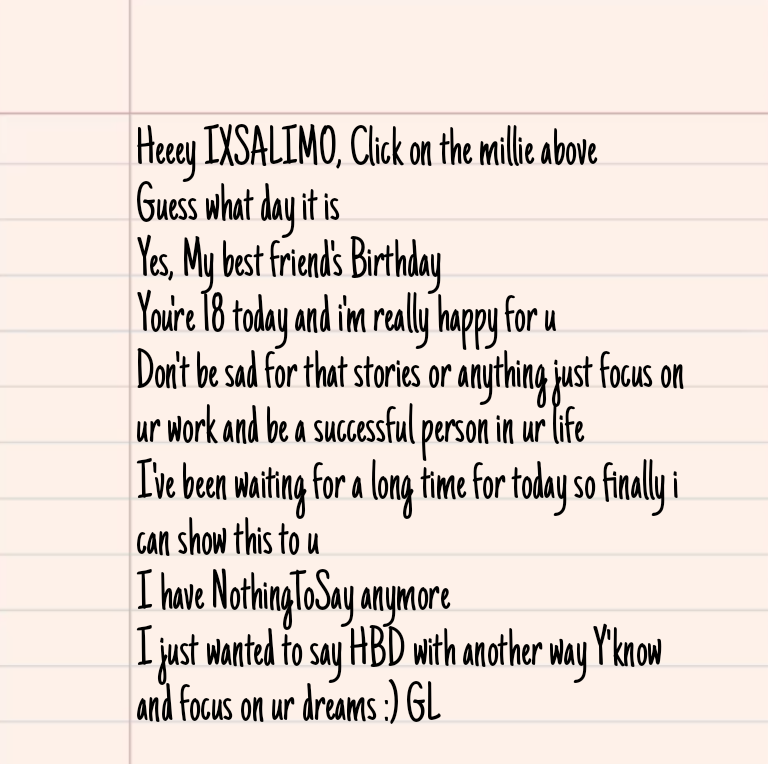 Heeey IXSALIMO, Click on the millie above
Guess what day it is
Yes, My best friend's Birthday
You're 18 today and i'm really happy for u
Don't be sad for that stories or anything just focus on
ur work and be a successful person in ur life
I've been waiting for a long time for today so finally i
can show this to u
I have NothingToSay anymore
I just wanted to say HBD with another way Y'know
and focus on ur dreams :) GL